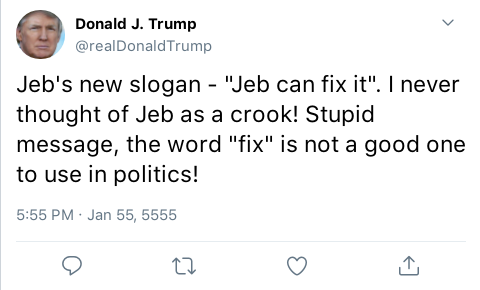 Donald J. Trump
@realDonaldTrump
Jeb's new slogan - "Jeb can fix it". I never
thought of Jeb as a crook! Stupid
message, the word "fix" is not a good one
to use in politics!
5:55 PM · Jan 55, 5555